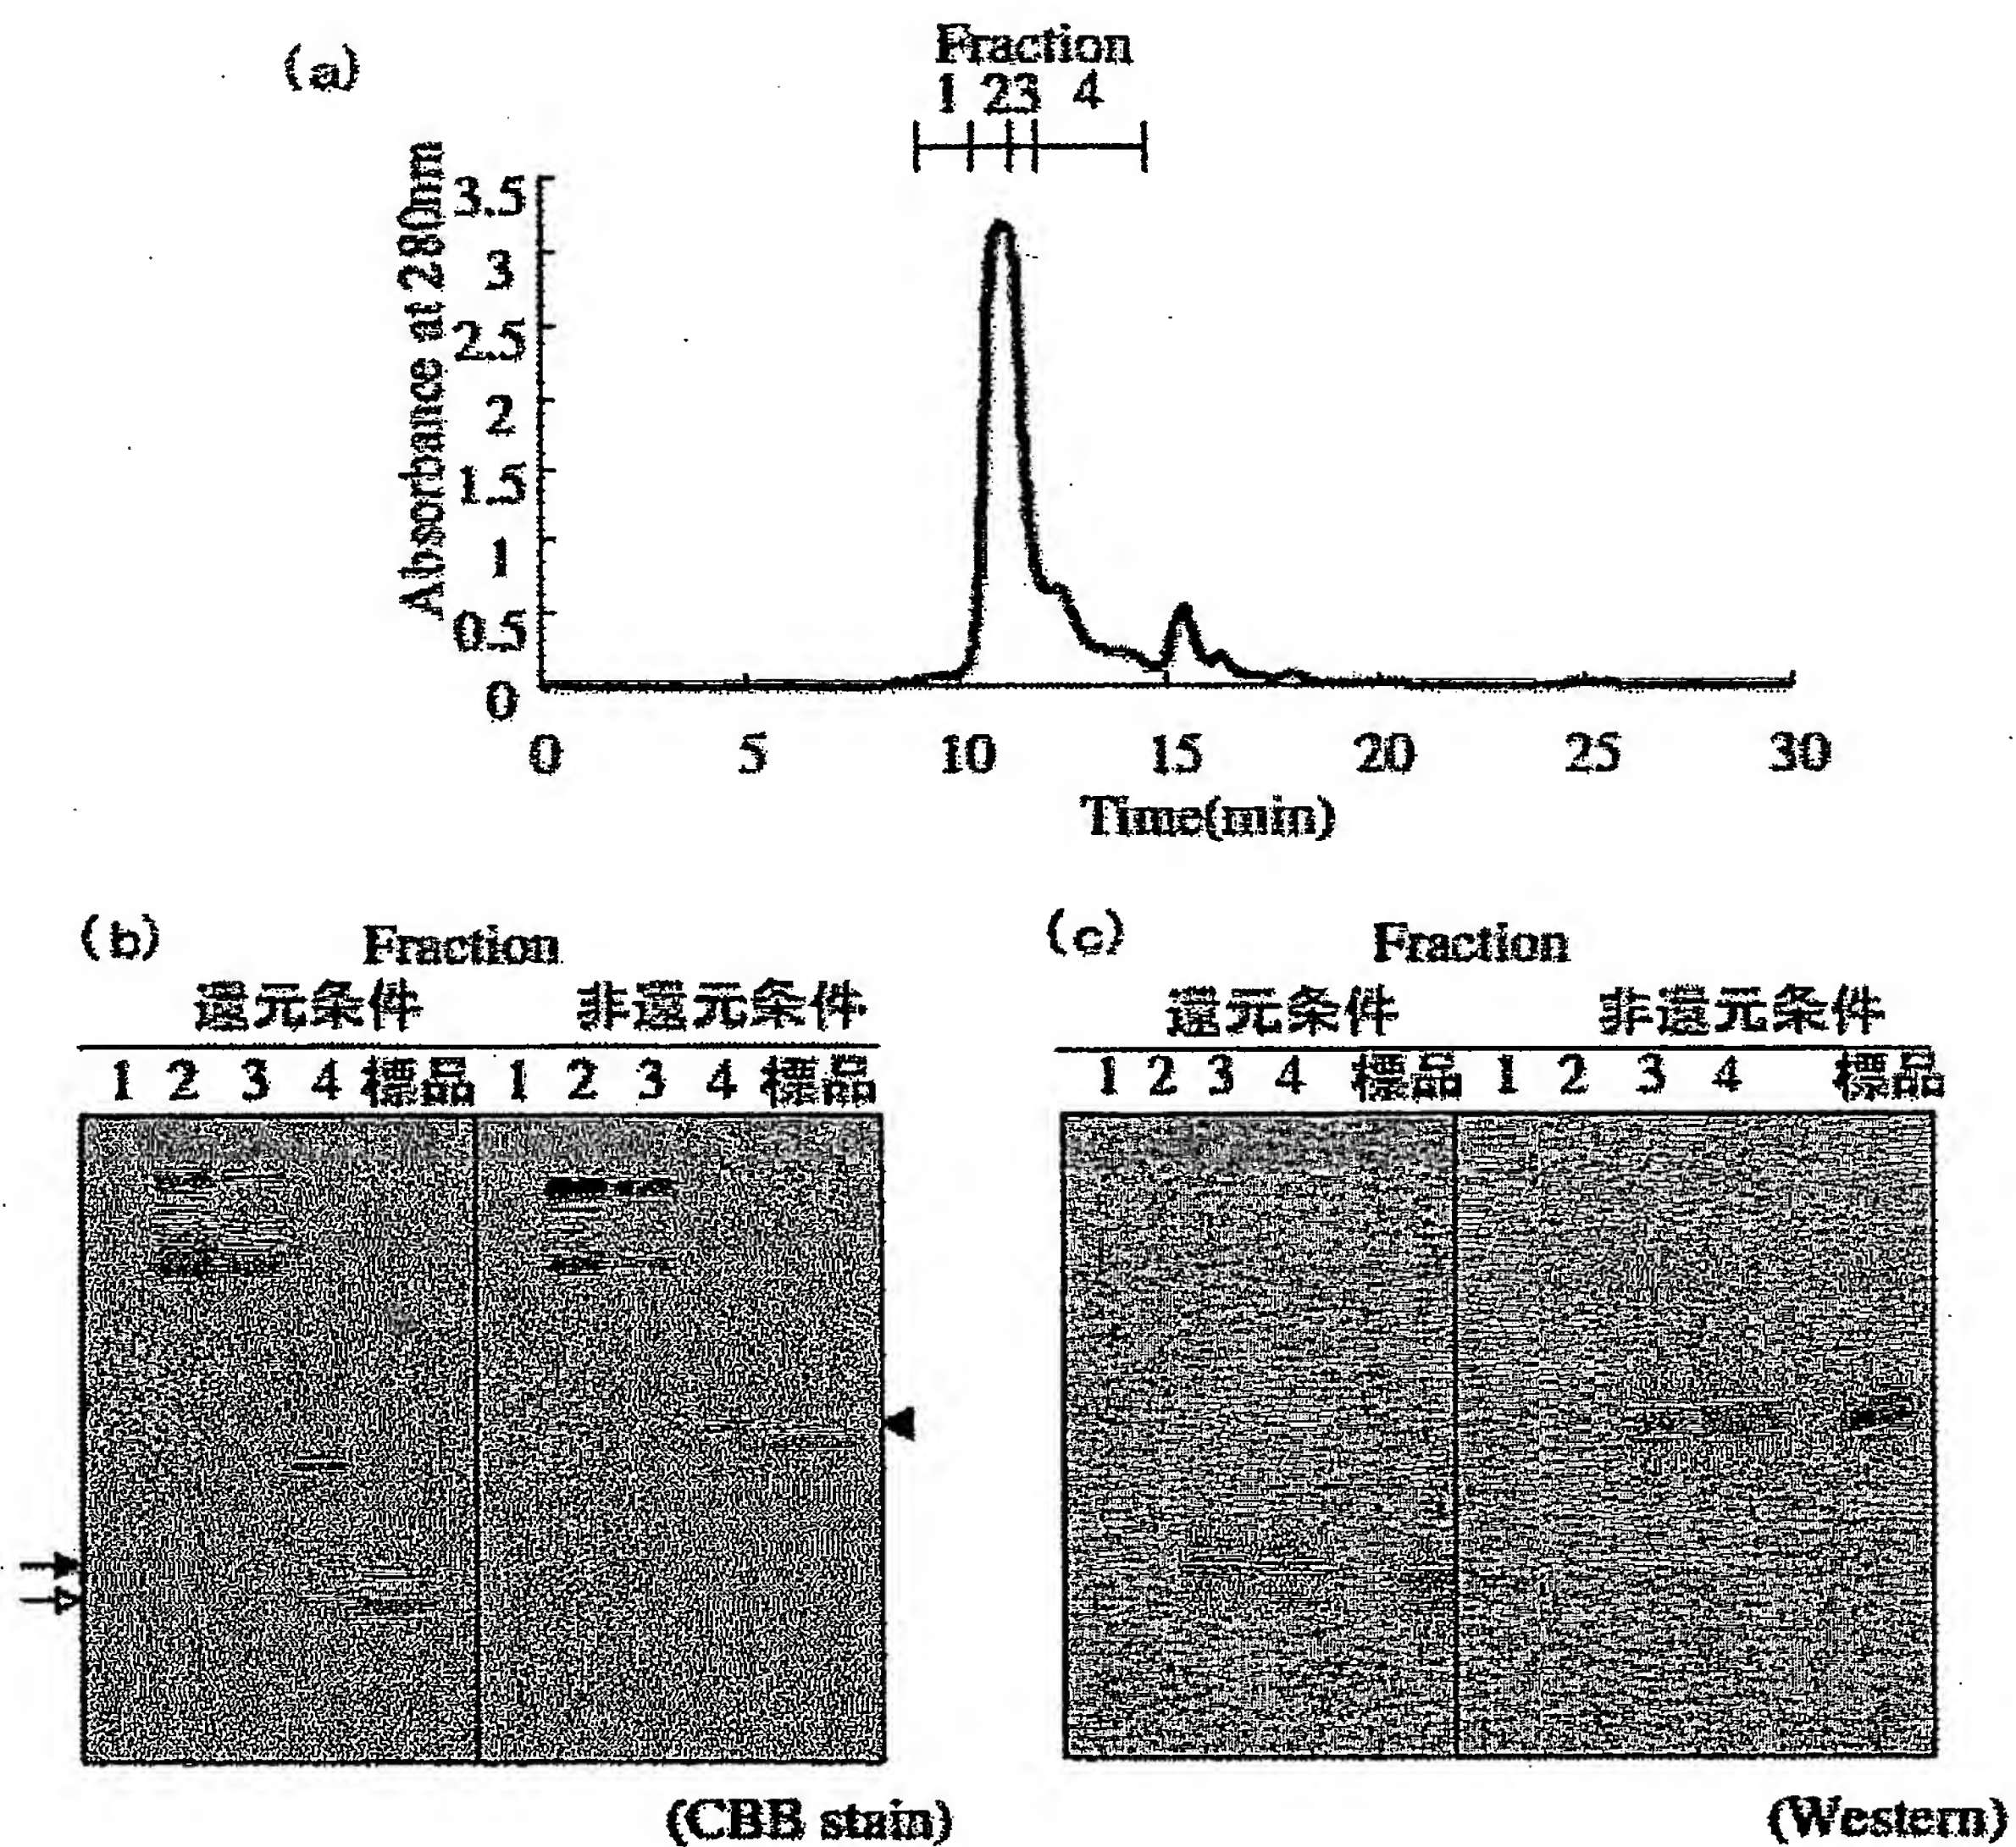 (a)
Fraction
1 2 3 4
Absorbance at 280nm
3.5
3
2.5
2
1.5
1
0.5
0
0 5 10 15 20 25 30
Time(min)
(b)
Fraction
還元条件 非還元条件
1 2 3 4 標品 1 2 3 4 標品
(CBB stain)
(c)
Fraction
還元条件 非還元条件
1 2 3 4 標品 1 2 3 4 標品
(Western)